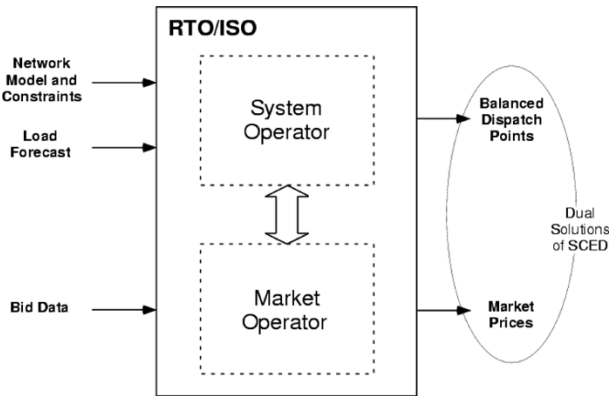 RTO/ISO
Network
Model and
Constraints
Load
Forecast
Bid Data
System
Operator
Market
Operator
Balanced
Dispatch
Points
Dual
Solutions
of SCED
Market
Prices